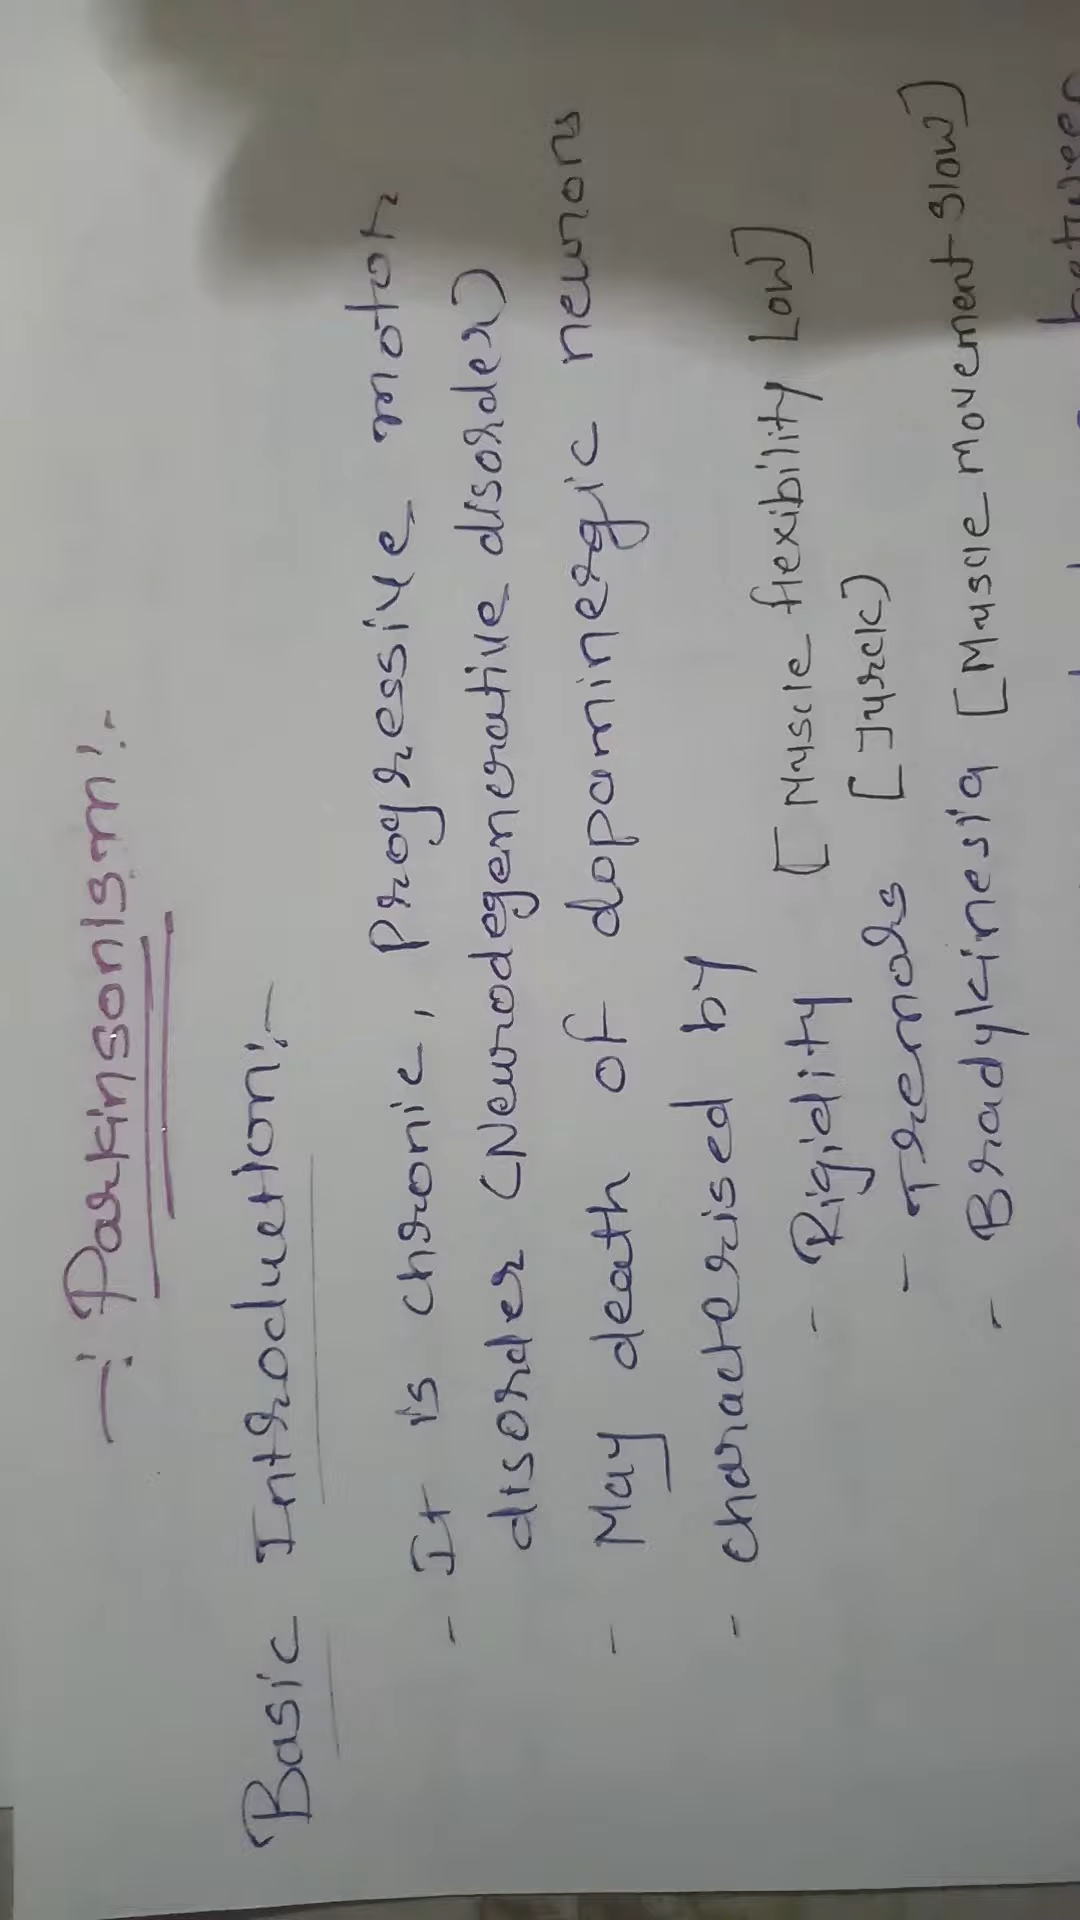 -: Parkinsonism:-
Basic Introduction:-
- It is chronic, Progressive motor
disorder (Neurodegenerative disorder)
- May death of dopaminergic neurons
- characterised by
- Rigidity [Muscle flexibility Low]
- Tremors [Jurck)
- Bradykinesia [Muscle movement slow]
between